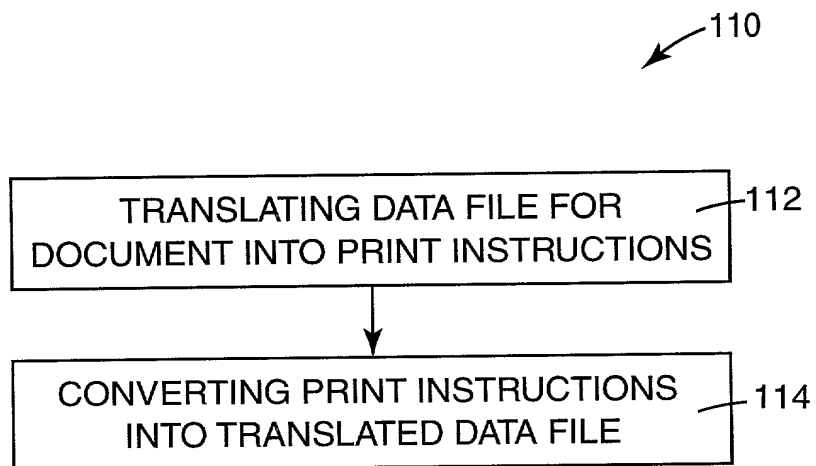 110
TRANSLATING DATA FILE FOR
DOCUMENT INTO PRINT INSTRUCTIONS
112
CONVERTING PRINT INSTRUCTIONS
INTO TRANSLATED DATA FILE
114